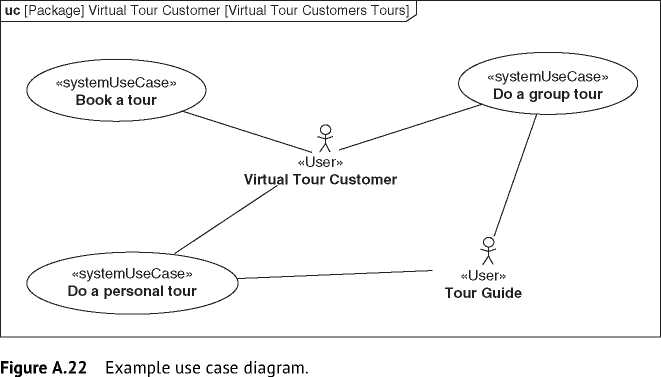 uc [Package] Virtual Tour Customer [Virtual Tour Customers Tours]
«systemUseCase»
Book a tour
«systemUseCase»
Do a group tour
«User»
Virtual Tour Customer
«systemUseCase»
Do a personal tour
«User»
Tour Guide
Figure A.22 Example use case diagram.